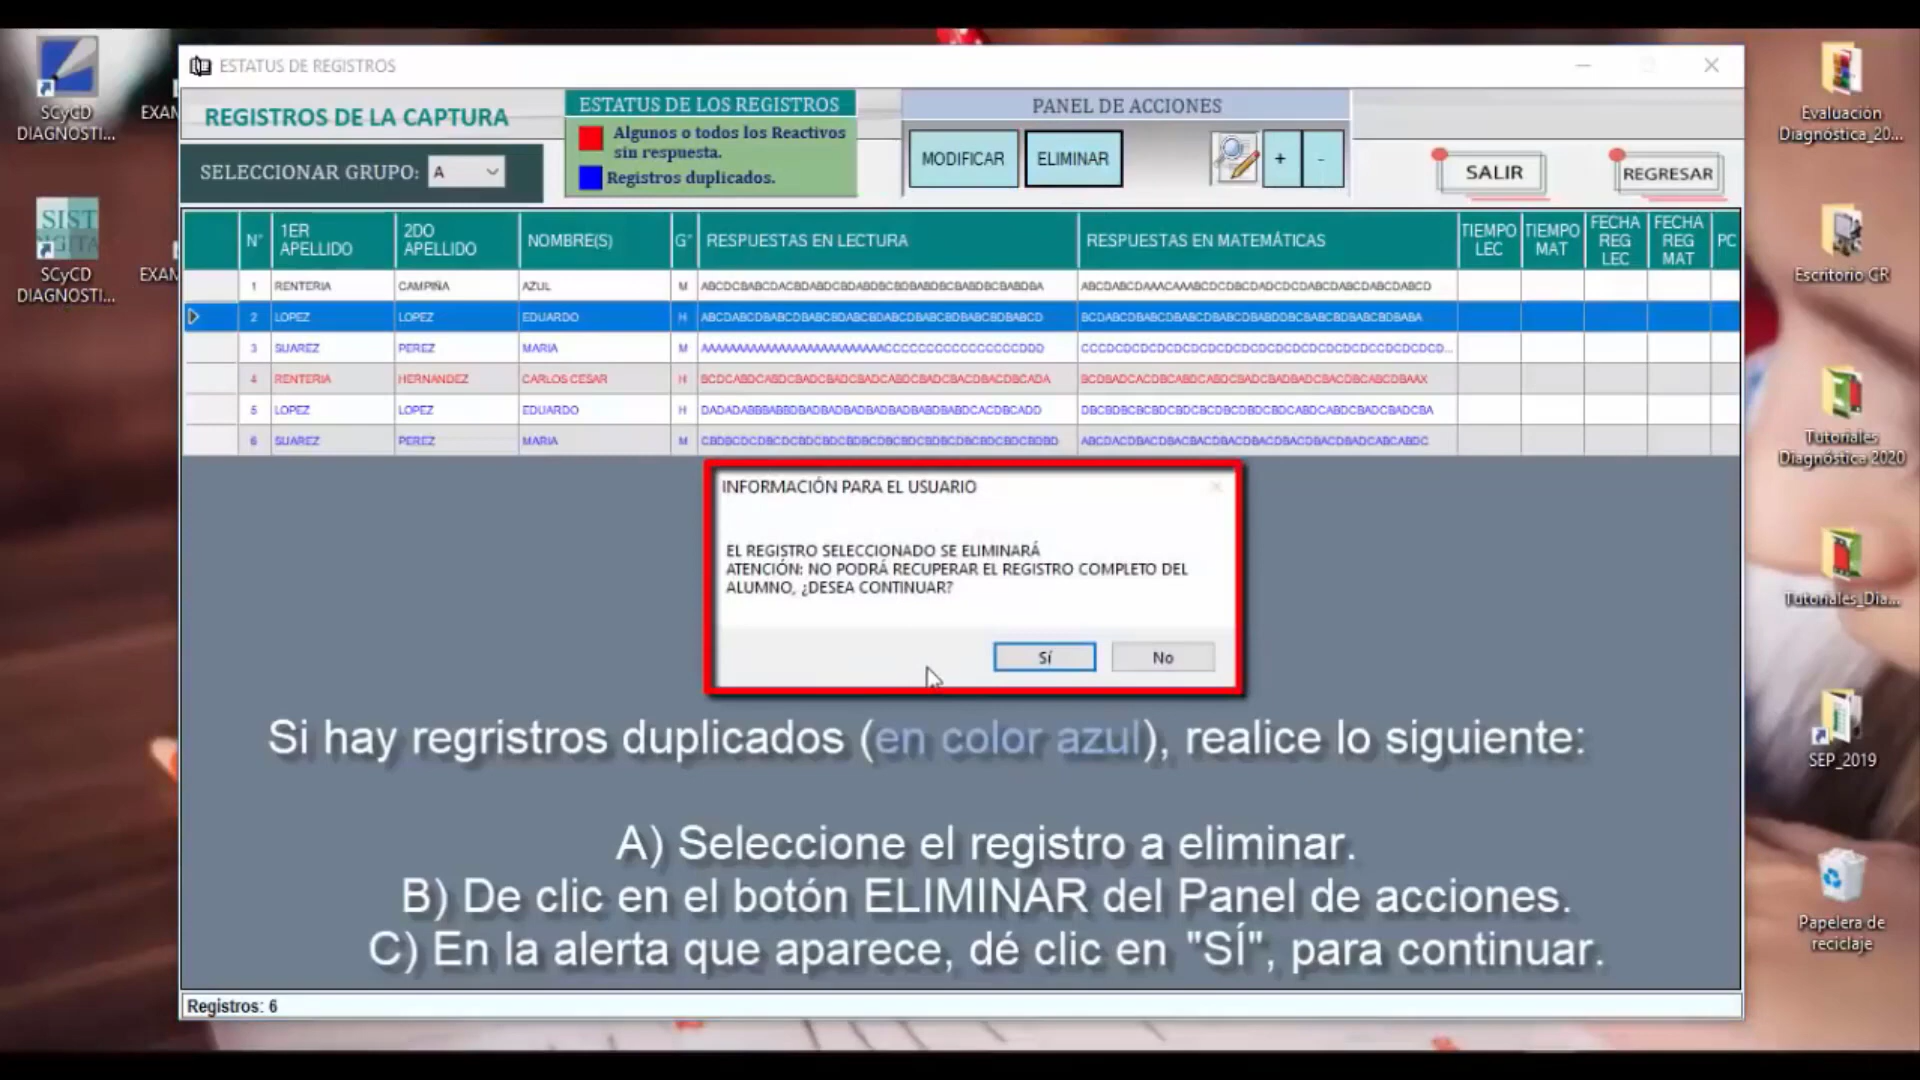 SCyCD
DIAGNOSTI...
EXAM
SCyCD
DIAGNOSTI...
EXAM
ESTATUS DE REGISTROS
REGISTROS DE LA CAPTURA
SELECCIONAR GRUPO: A
ESTATUS DE LOS REGISTROS
Algunos o todos los Reactivos
sin respuesta.
Registros duplicados.
PANEL DE ACCIONES
MODIFICAR ELIMINAR + -
SALIR REGRESAR
N° 1ER APELLIDO 2DO APELLIDO NOMBRE(S) G° RESPUESTAS EN LECTURA RESPUESTAS EN MATEMÁTICAS TIEMPO LEC TIEMPO MAT FECHA REG LEC FECHA REG MAT PC
1 RENTERIA CAMPIÑA AZUL M
2 LOPEZ LOPEZ EDUARDO H
3 SUAREZ PEREZ MARIA M
4 RENTERIA HERNANDEZ CARLOS CESAR H
5 LOPEZ LOPEZ EDUARDO H
6 SUAREZ PEREZ MARIA M
INFORMACIÓN PARA EL USUARIO
EL REGISTRO SELECCIONADO SE ELIMINARÁ
ATENCIÓN: NO PODRÁ RECUPERAR EL REGISTRO COMPLETO DEL
ALUMNO, ¿DESEA CONTINUAR?
Sí No
Si hay regristros duplicados (en color azul), realice lo siguiente:
A) Seleccione el registro a eliminar.
B) De clic en el botón ELIMINAR del Panel de acciones.
C) En la alerta que aparece, dé clic en "SÍ", para continuar.
Registros: 6
Evaluación
Diagnóstica_20...
Escritorio GR
Tutoriales
Diagnóstica 2020
Tutoriales_Dia...
SEP_2019
Papelera de
reciclaje